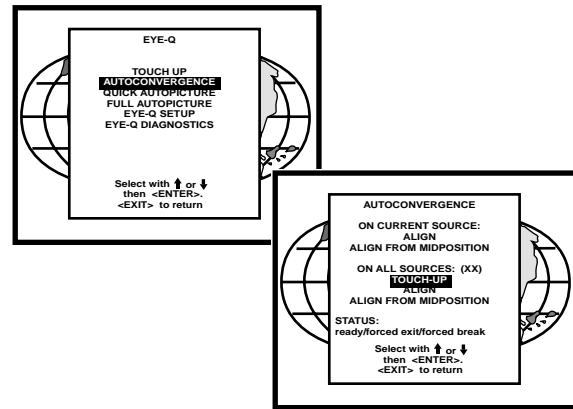 EYE-Q
TOUCH UP
AUTOCONVERGENCE
QUICK AUTOPICTURE
FULL AUTOPICTURE
EYE-Q SETUP
EYE-Q DIAGNOSTICS
Select with ↑ or ↓
then <ENTER>.
<EXIT> to return
AUTOCONVERGENCE
ON CURRENT SOURCE:
ALIGN
ALIGN FROM MIDPOSITION
ON ALL SOURCES: (XX)
TOUCH-UP
ALIGN
ALIGN FROM MIDPOSITION
STATUS:
ready/forced exit/forced break
Select with ↑ or ↓
then <ENTER>.
<EXIT> to return